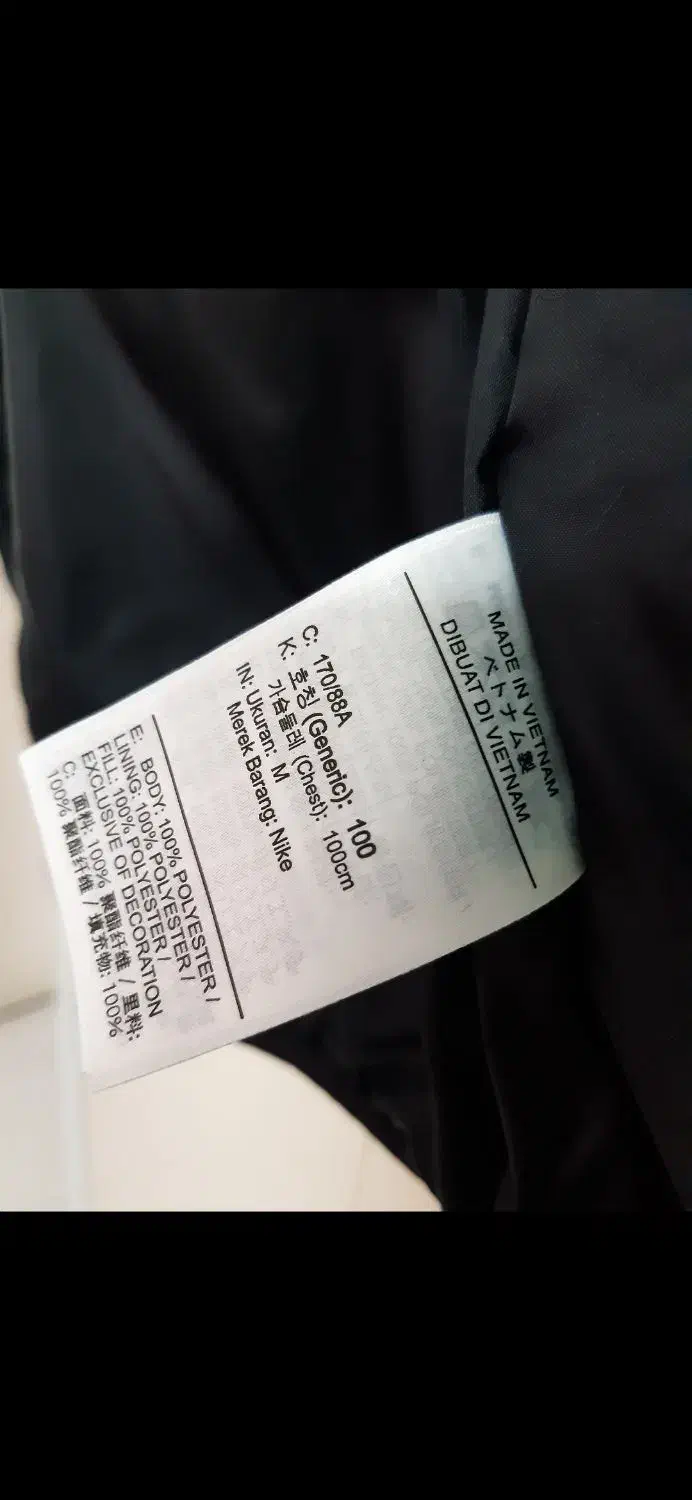 MADE IN VIETNAM
ベトナム製
DIBUAT DI VIETNAM
C: 170/88A
K: 호칭 (Generic): 100
가슴둘레 (Chest): 100cm
IN: Ukuran: M
Merek Barang: Nike
E: BODY: 100% POLYESTER /
LINING: 100% POLYESTER /
FILL: 100% POLYESTER /
EXCLUSIVE OF DECORATION
C: 面料: 100% 聚酯纤维 / 里料:
100% 聚酯纤维 / 填充物: 100%